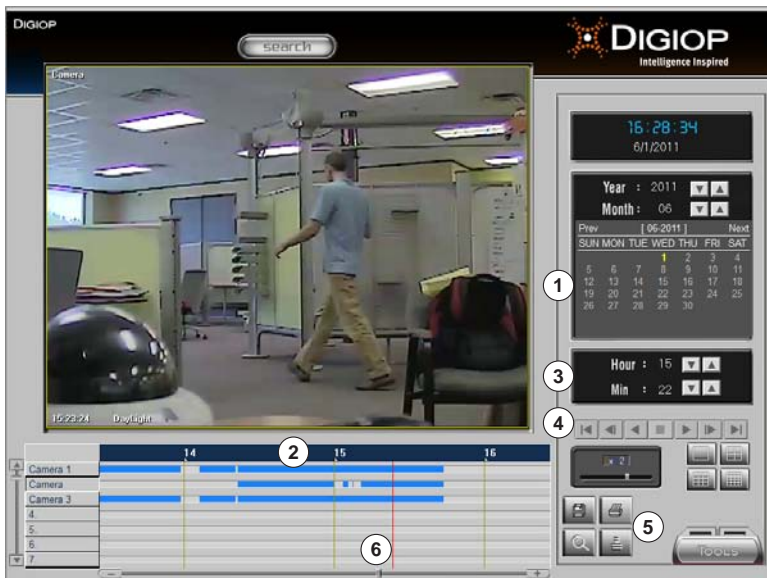 DIGIOP
search
DIGIOP
Intelligence Inspired
Camera
15:23:24 DayLight
16:28:34
6/1/2011
Year : 2011
Month : 06
Prev [ 06-2011 ] Next
SUN MON TUE WED THU FRI SAT
1 2 3 4
5 6 7 8 9 10 11
12 13 14 15 16 17 18
19 20 21 22 23 24 25
26 27 28 29 30
1
Hour : 15
Min : 22
3
4
x 2
5
Tools
14 2 15 16
Camera 1
Camera
Camera 3
4.
5.
6.
7
6